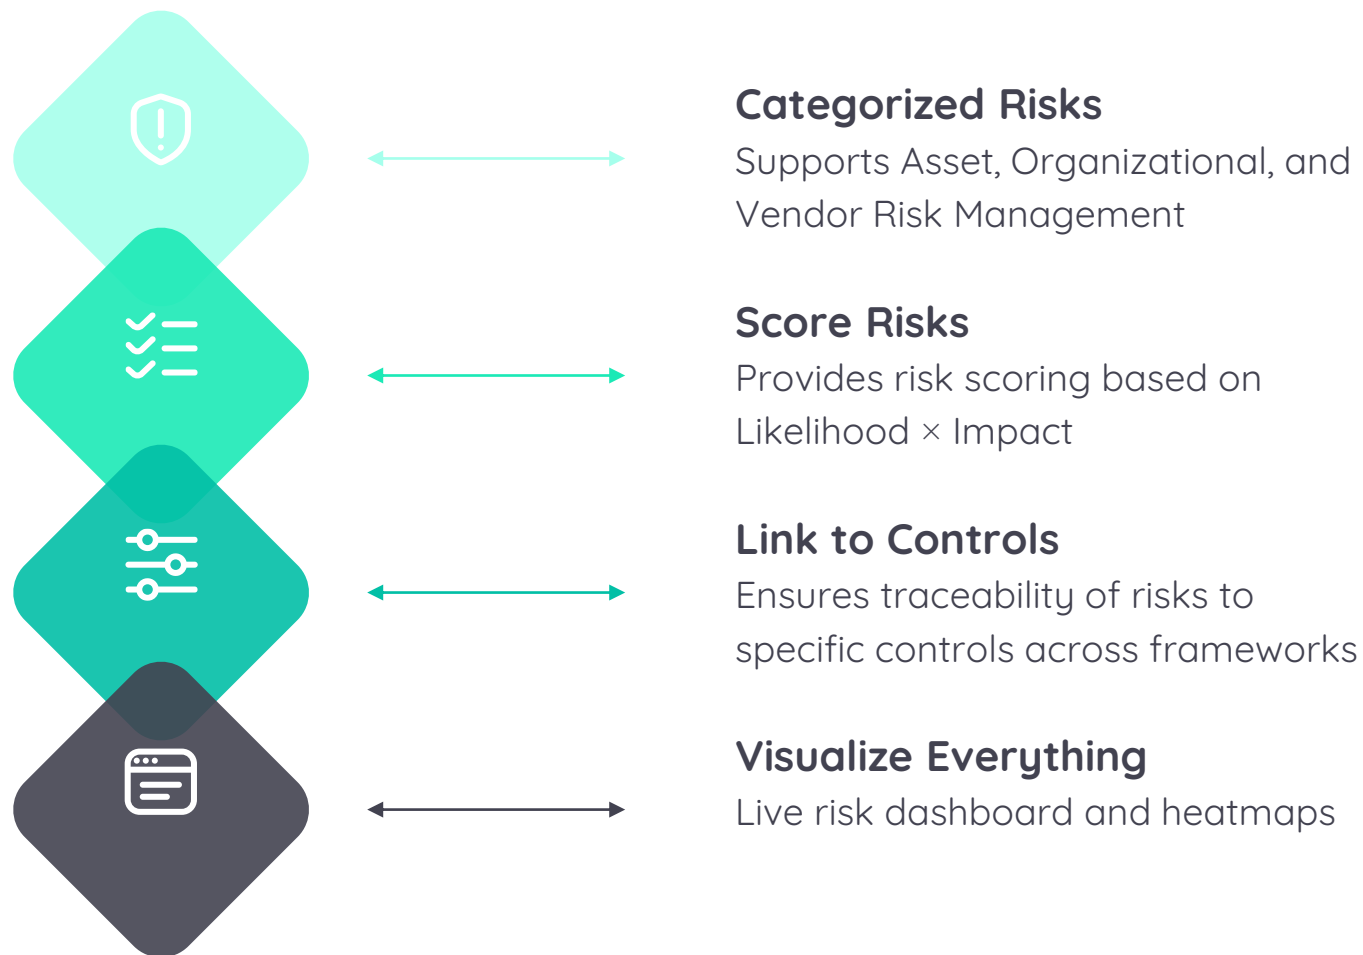 Categorized Risks
Supports Asset, Organizational, and
Vendor Risk Management
Score Risks
Provides risk scoring based on
Likelihood × Impact
Link to Controls
Ensures traceability of risks to
specific controls across frameworks
Visualize Everything
Live risk dashboard and heatmaps